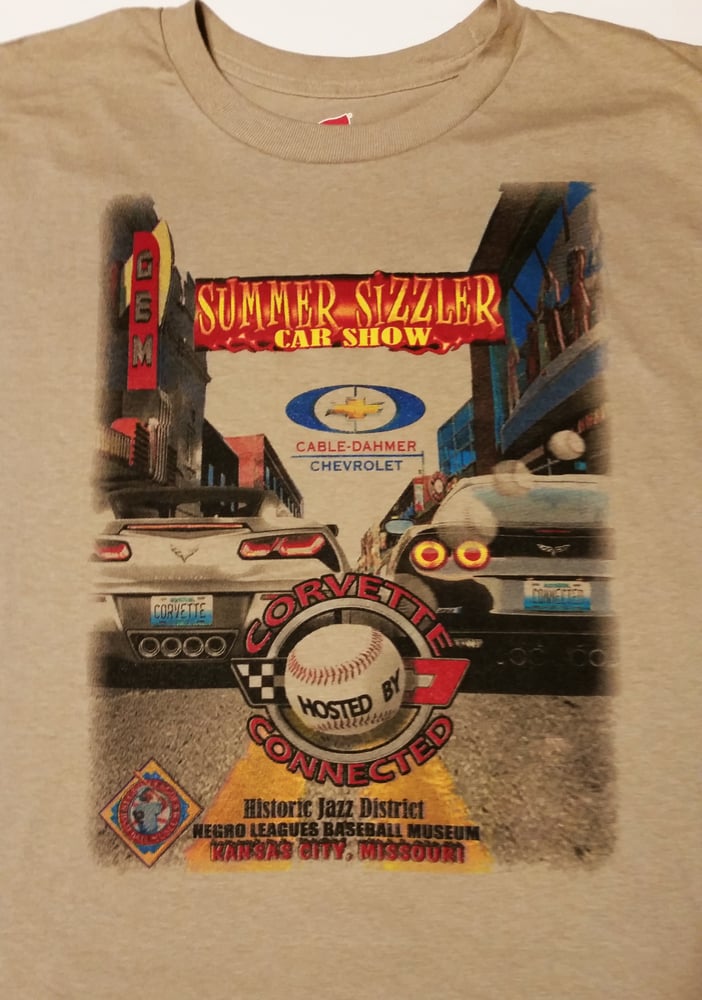 GEM
SUMMER SIZZLER
CAR SHOW
CABLE-DAHMER
CHEVROLET
CORVETTE
CONNECTED
CORVETTE
HOSTED BY
CONNECTED
Historic Jazz District
NEGRO LEAGUES BASEBALL MUSEUM
KANSAS CITY, MISSOURI